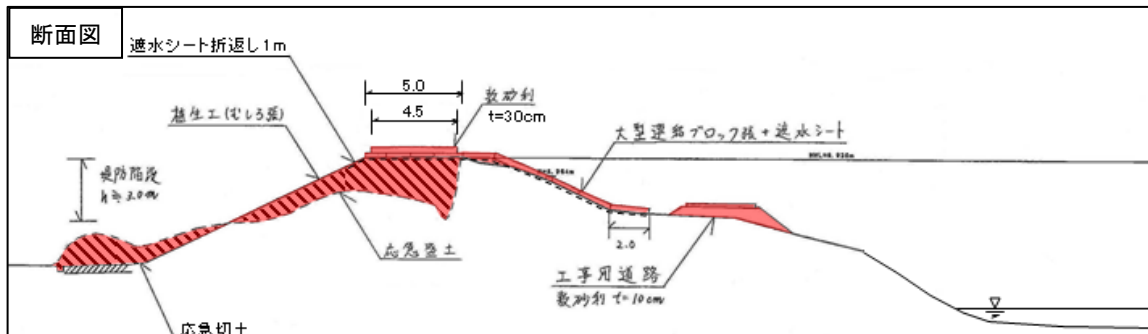 断面図
遮水シート折返し1m
5.0
4.5
敷砂利
t=30cm
植生工(むしろ張)
大型連結ブロック張+遮水シート
堤防陥没
h≒3.0m
応急盛土
2.0
工事用道路
敷砂利 t=10cm
応急切土